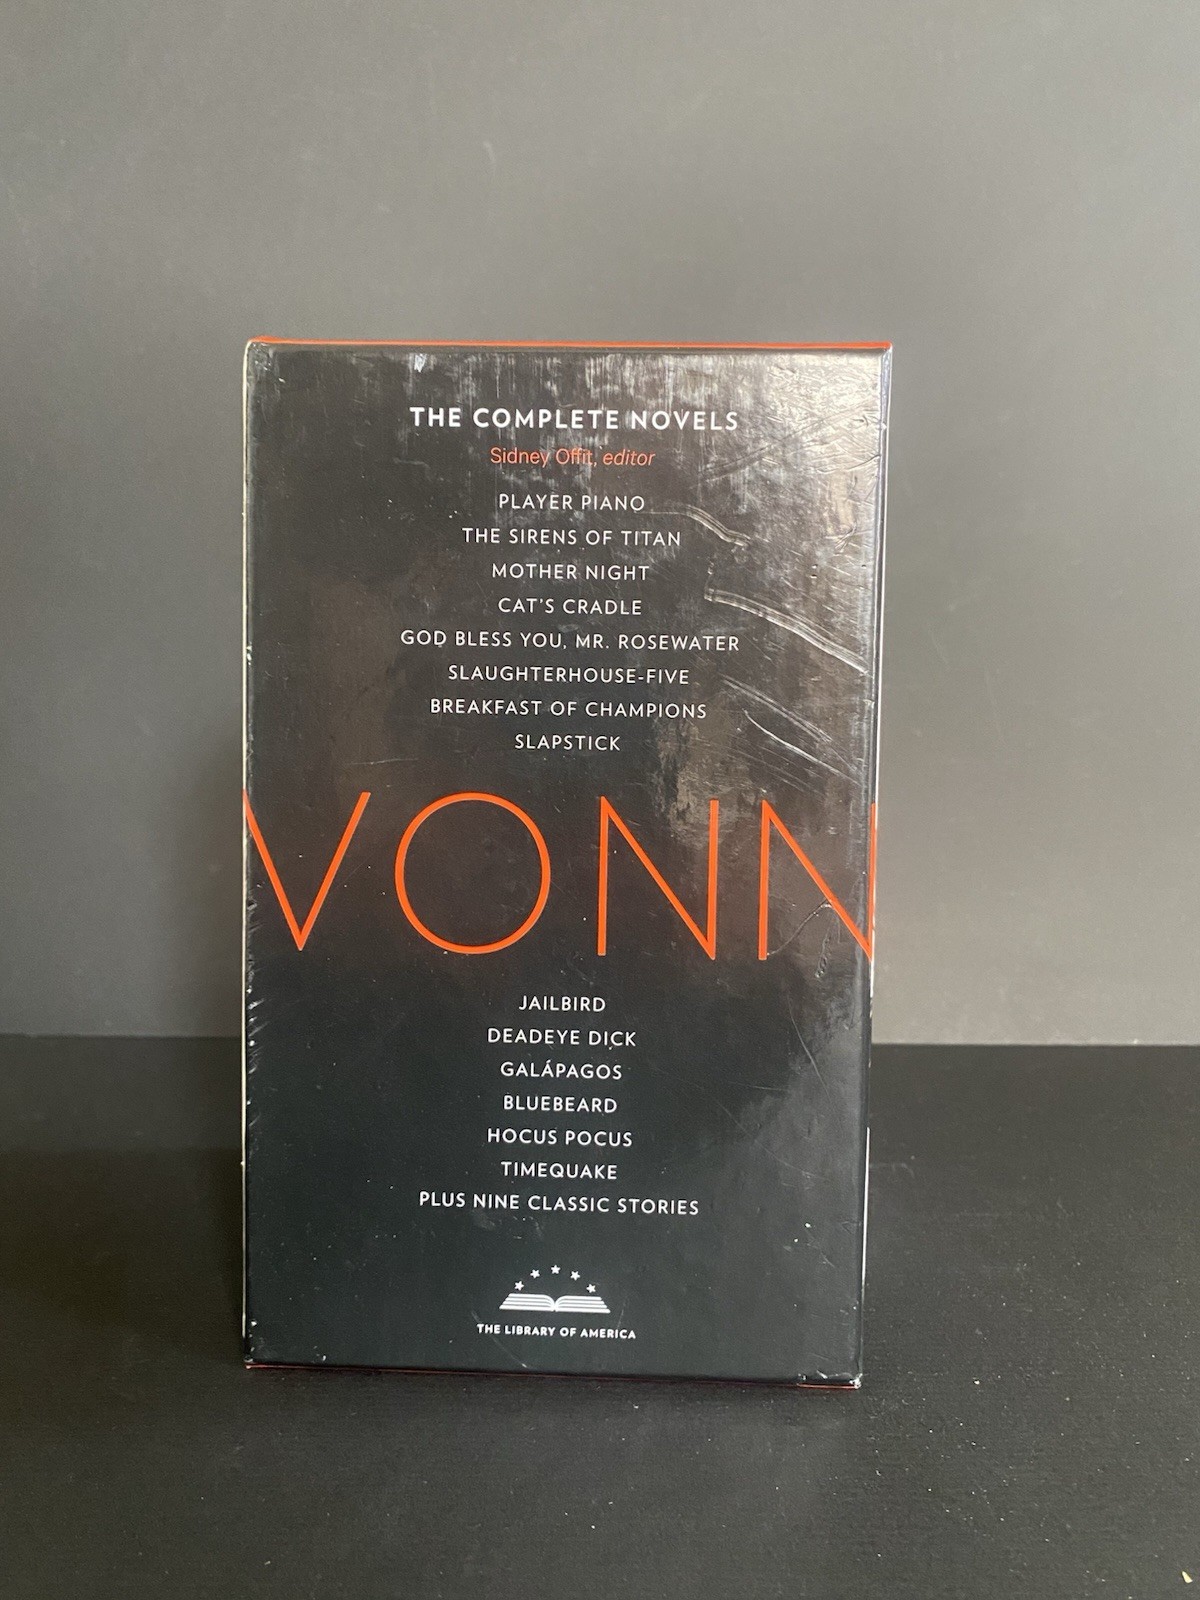 THE COMPLETE NOVELS
Sidney Offit, editor
PLAYER PIANO
THE SIRENS OF TITAN
MOTHER NIGHT
CAT'S CRADLE
GOD BLESS YOU, MR. ROSEWATER
SLAUGHTERHOUSE-FIVE
BREAKFAST OF CHAMPIONS
SLAPSTICK
VONN
JAILBIRD
DEADEYE DICK
GALÁPAGOS
BLUEBEARD
HOCUS POCUS
TIMEQUAKE
PLUS NINE CLASSIC STORIES
THE LIBRARY OF AMERICA